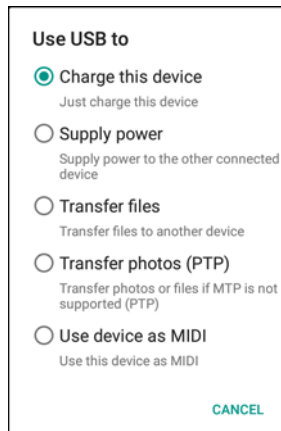 Use USB to
Charge this device
Just charge this device
Supply power
Supply power to the other connected
device
Transfer files
Transfer files to another device
Transfer photos (PTP)
Transfer photos or files if MTP is not
supported (PTP)
Use device as MIDI
Use this device as MIDI
CANCEL